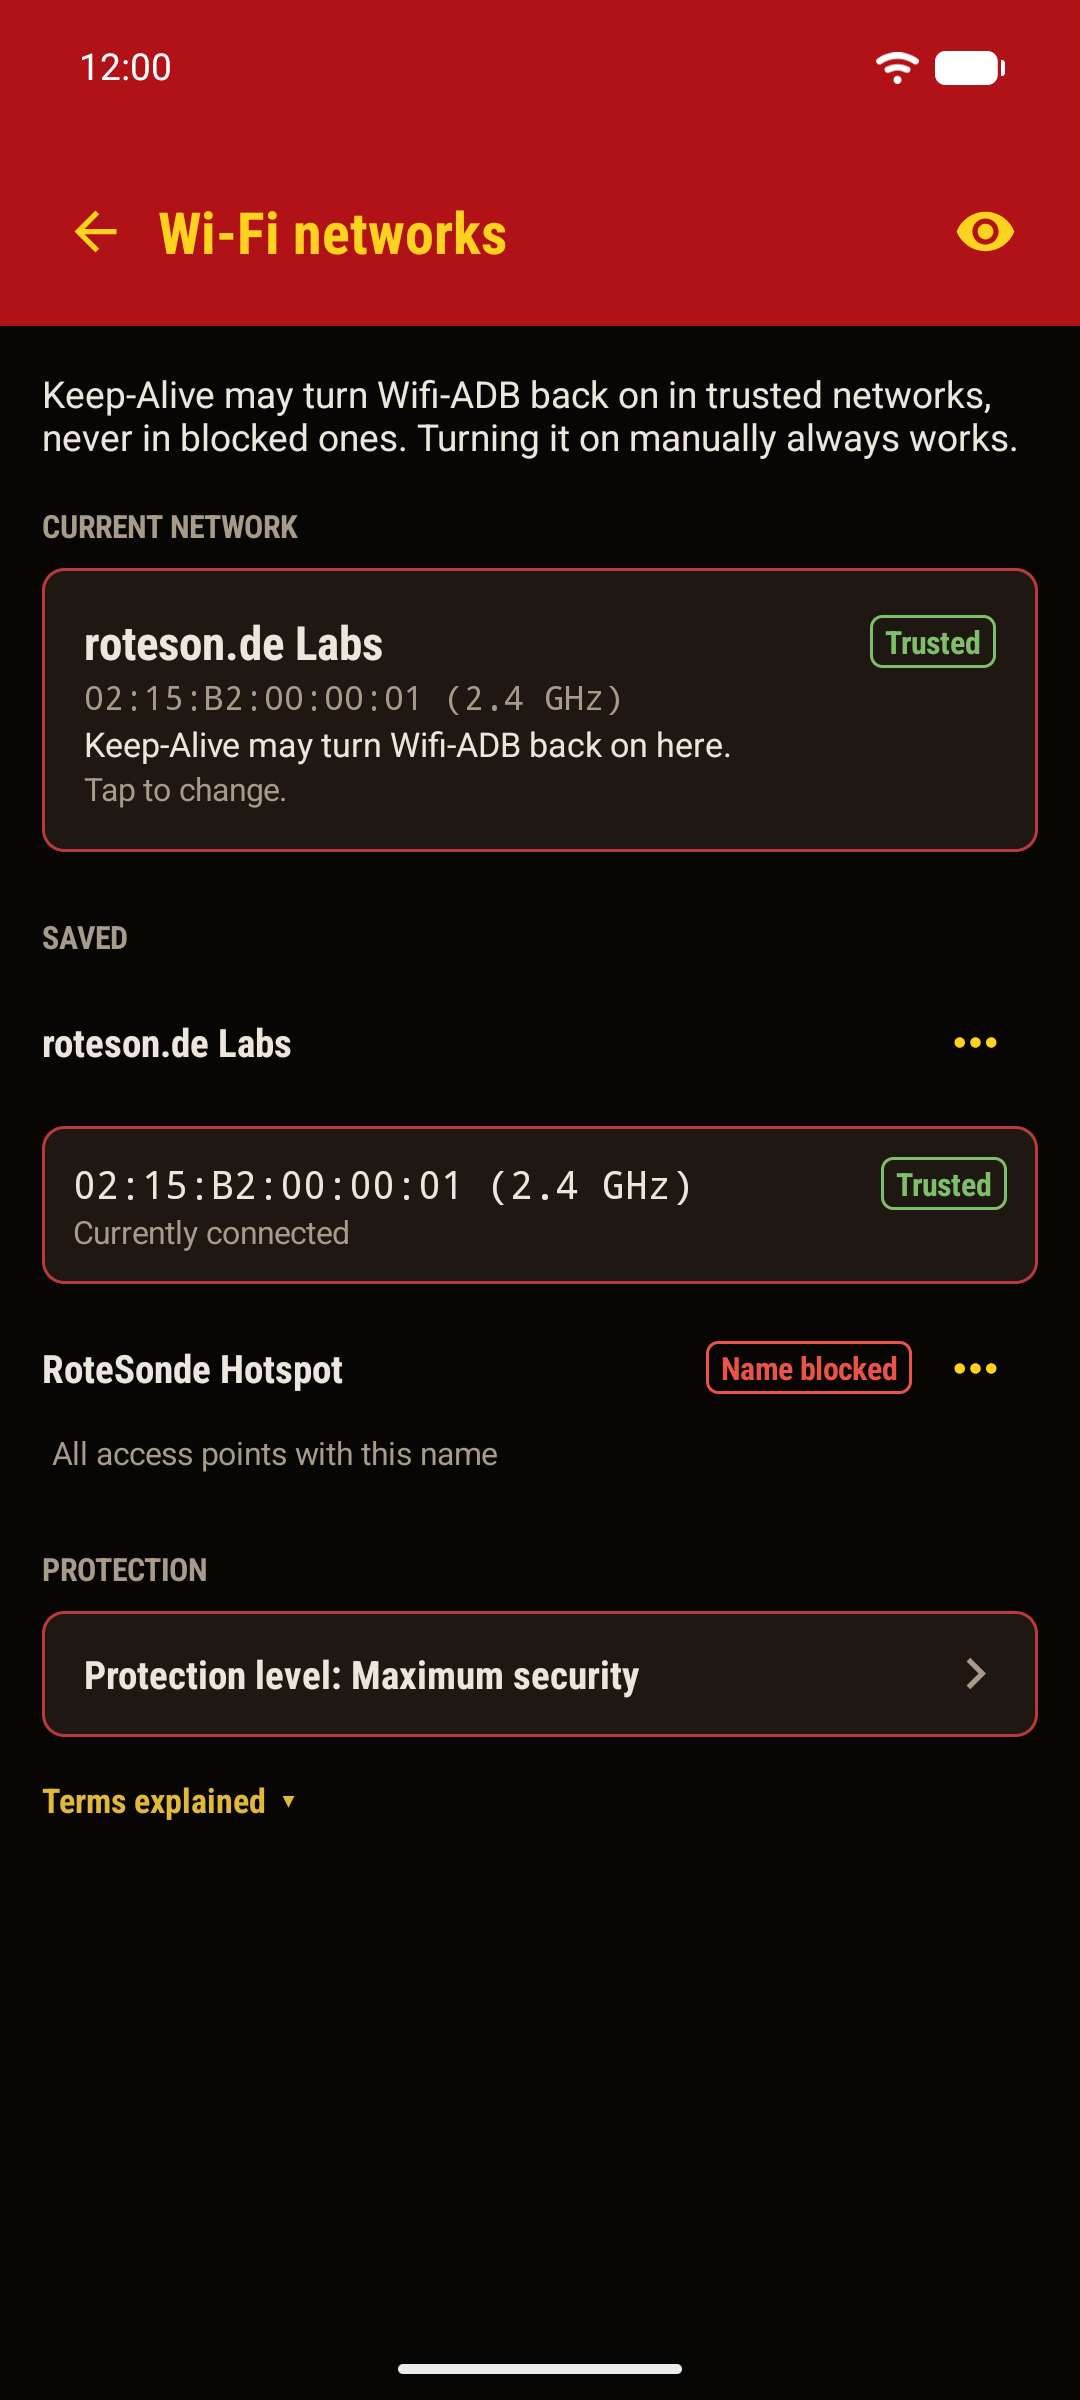 12:00
Wi-Fi networks
Keep-Alive may turn Wifi-ADB back on in trusted networks,
never in blocked ones. Turning it on manually always works.
CURRENT NETWORK
roteson.de Labs
Trusted
02:15:B2:00:00:01 (2.4 GHz)
Keep-Alive may turn Wifi-ADB back on here.
Tap to change.
SAVED
roteson.de Labs
02:15:B2:00:00:01 (2.4 GHz)
Trusted
Currently connected
RoteSonde Hotspot
Name blocked
All access points with this name
PROTECTION
Protection level: Maximum security
Terms explained